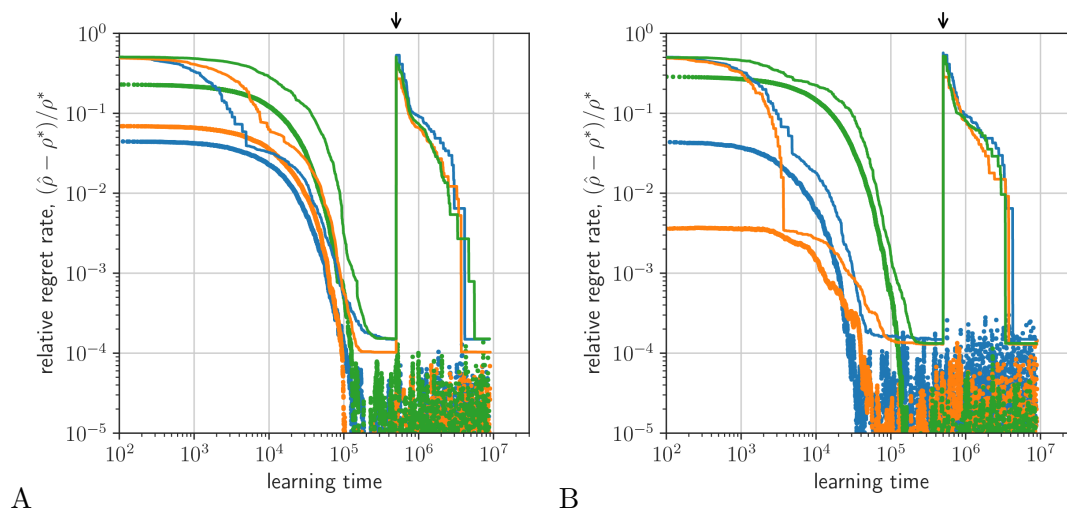 10^0
10^-1
10^-2
10^-3
10^-4
10^-5
10^2 10^3 10^4 10^5 10^6 10^7
relative regret rate, (ρ̂ − ρ*)/ρ*
learning time
A
10^0
10^-1
10^-2
10^-3
10^-4
10^-5
10^2 10^3 10^4 10^5 10^6 10^7
relative regret rate, (ρ̂ − ρ*)/ρ*
learning time
B